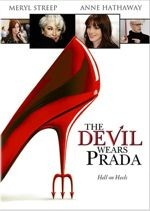 MERYL STREEP ANNE HATHAWAY
THE
DEVIL
WEARS
PRADA
Hell on Heels